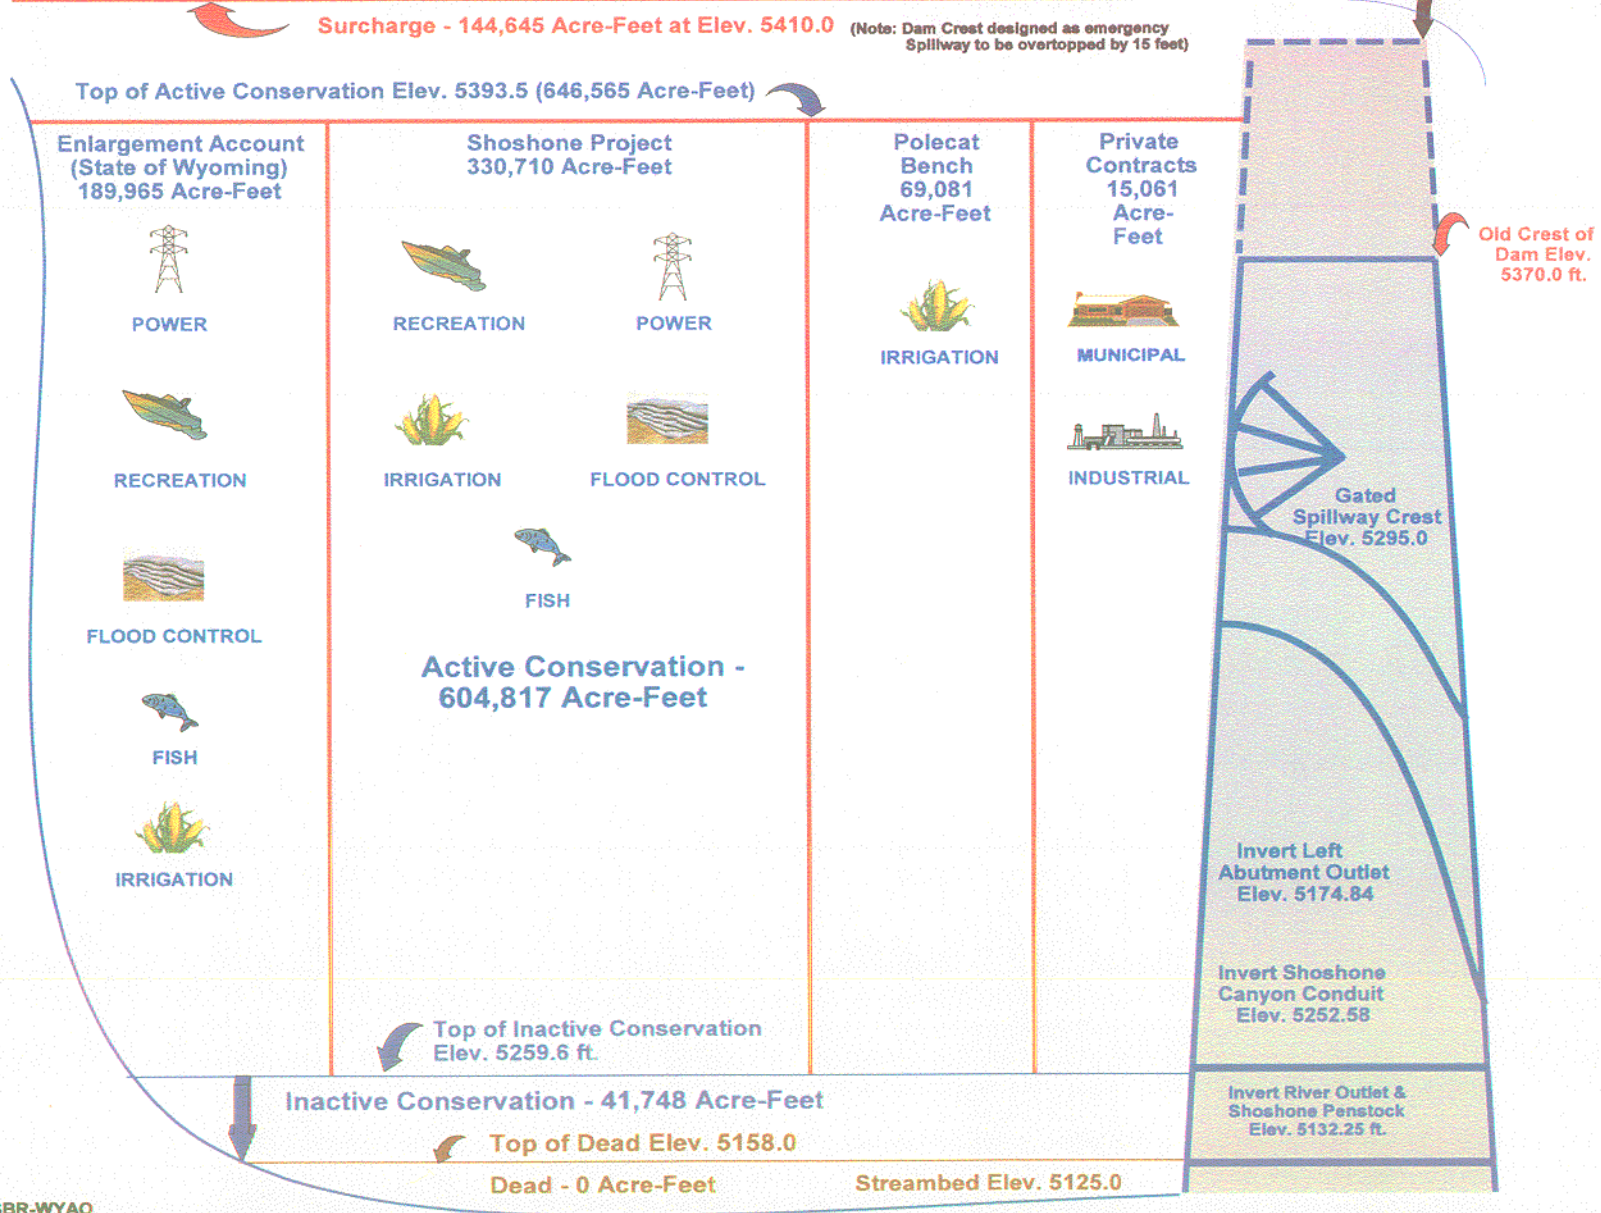 Surcharge - 144,645 Acre-Feet at Elev. 5410.0
(Note: Dam Crest designed as emergency
Spillway to be overtopped by 15 feet)
Top of Active Conservation Elev. 5393.5 (646,565 Acre-Feet)
Enlargement Account
(State of Wyoming)
189,965 Acre-Feet
POWER
RECREATION
FLOOD CONTROL
FISH
IRRIGATION
Shoshone Project
330,710 Acre-Feet
RECREATION
POWER
IRRIGATION
FLOOD CONTROL
FISH
Active Conservation -
604,817 Acre-Feet
Polecat
Bench
69,081
Acre-Feet
IRRIGATION
Private
Contracts
15,061
Acre-
Feet
MUNICIPAL
INDUSTRIAL
Old Crest of
Dam Elev.
5370.0 ft.
Gated
Spillway Crest
Elev. 5295.0
Invert Left
Abutment Outlet
Elev. 5174.84
Invert Shoshone
Canyon Conduit
Elev. 5252.58
Invert River Outlet &
Shoshone Penstock
Elev. 5132.25 ft.
Top of Inactive Conservation
Elev. 5259.6 ft.
Inactive Conservation - 41,748 Acre-Feet
Top of Dead Elev. 5158.0
Dead - 0 Acre-Feet
Streambed Elev. 5125.0
BR-WYAO